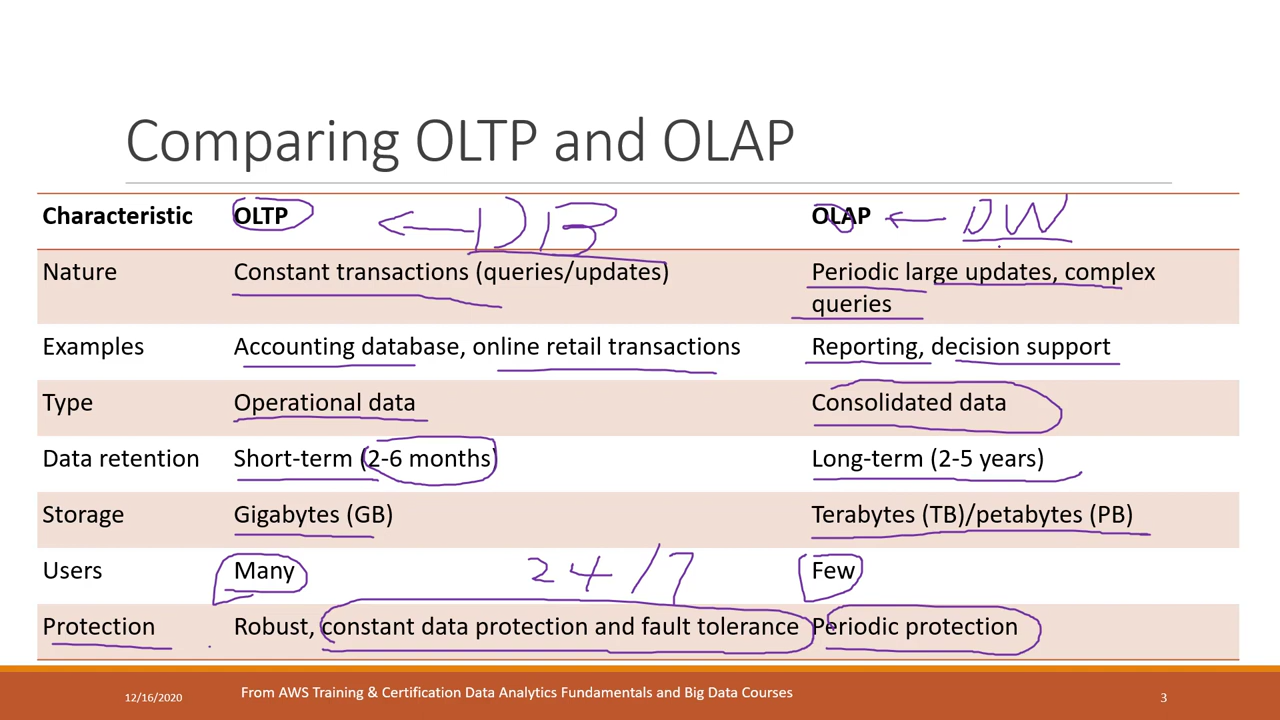 Comparing OLTP and OLAP
Characteristic OLTP ← DB OLAP ← DW
Nature Constant transactions (queries/updates) Periodic large updates, complex
queries
Examples Accounting database, online retail transactions Reporting, decision support
Type Operational data Consolidated data
Data retention Short-term (2-6 months) Long-term (2-5 years)
Storage Gigabytes (GB) Terabytes (TB)/petabytes (PB)
Users Many 24/7 Few
Protection Robust, constant data protection and fault tolerance Periodic protection
12/16/2020 From AWS Training & Certification Data Analytics Fundamentals and Big Data Courses 3